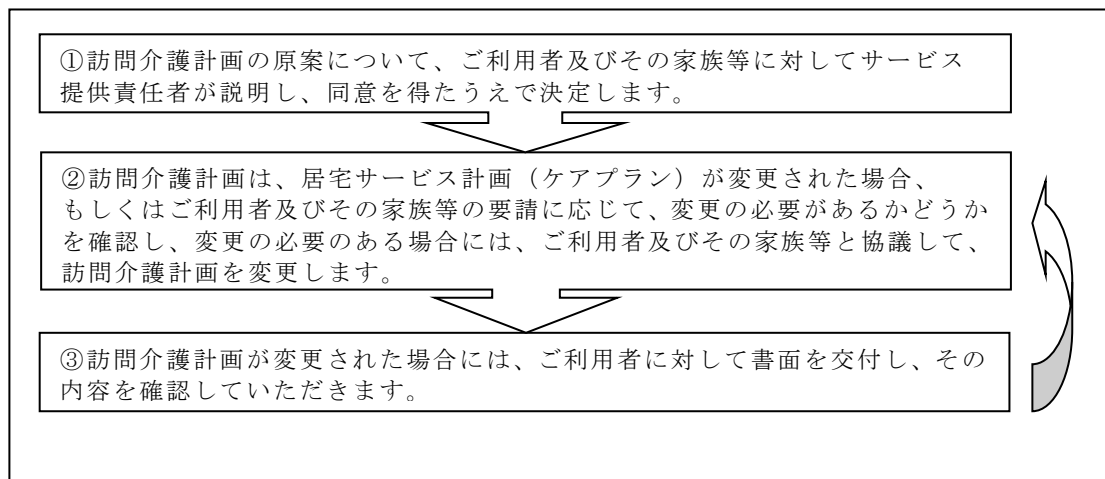 ①訪問介護計画の原案について、ご利用者及びその家族等に対してサービス
提供責任者が説明し、同意を得たうえで決定します。
②訪問介護計画は、居宅サービス計画（ケアプラン）が変更された場合、
もしくはご利用者及びその家族等の要請に応じて、変更の必要があるかどうか
を確認し、変更の必要のある場合には、ご利用者及びその家族等と協議して、
訪問介護計画を変更します。
③訪問介護計画が変更された場合には、ご利用者に対して書面を交付し、その
内容を確認していただきます。